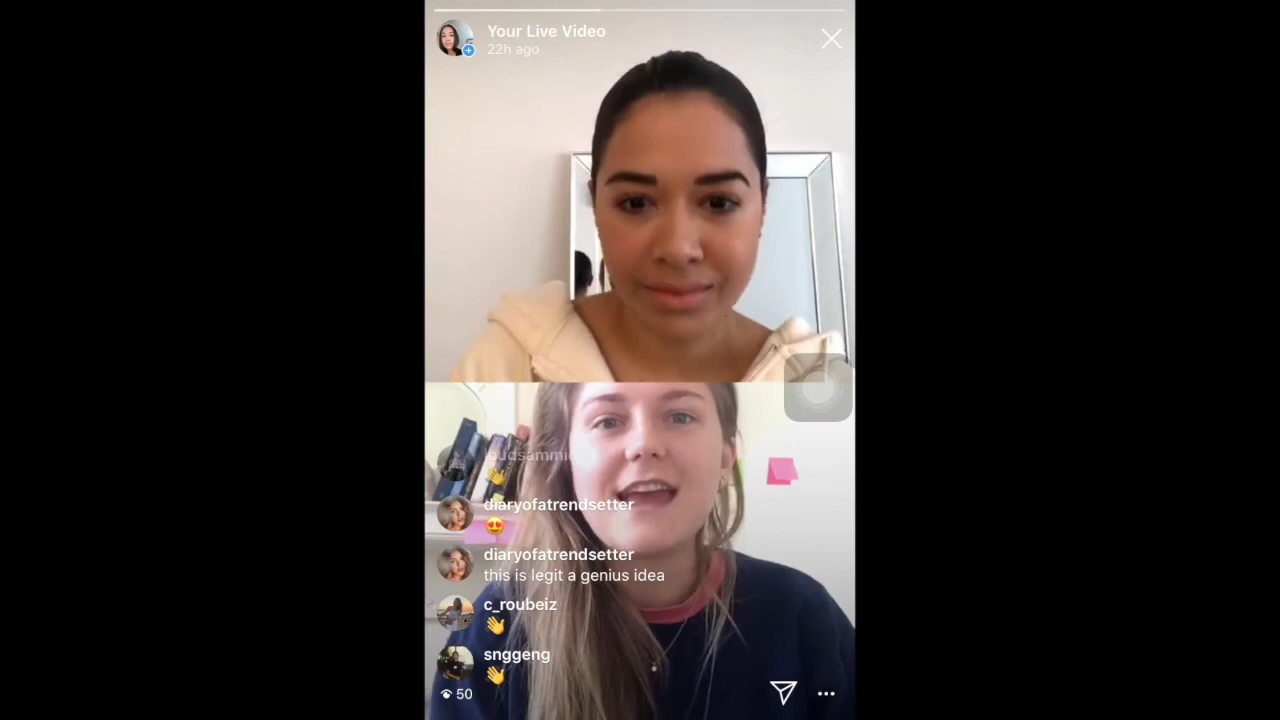 Your Live Video
22h ago
diaryofatrendsetter
😍
diaryofatrendsetter
this is legit a genius idea
c_roubeiz
👋
snggeng
👋
50